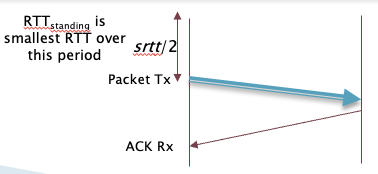 RTTstanding is
smallest RTT over
this period
srtt/2
Packet Tx
ACK Rx